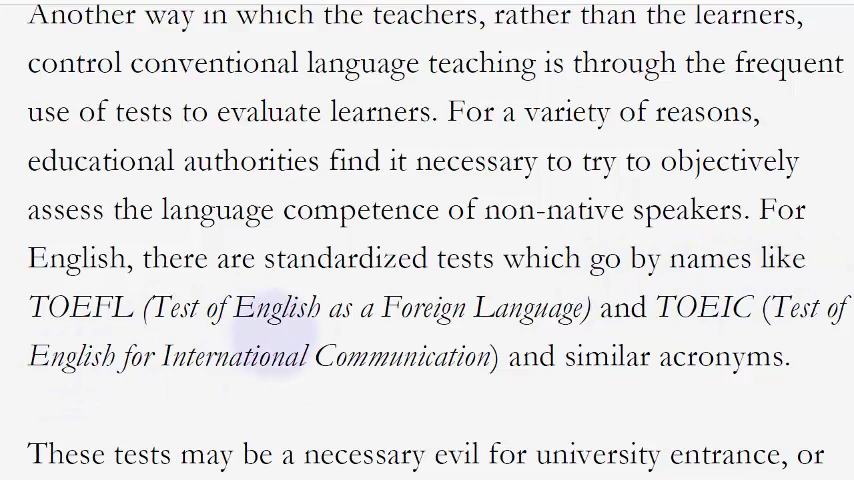 Another way in which the teachers, rather than the learners,
control conventional language teaching is through the frequent
use of tests to evaluate learners. For a variety of reasons,
educational authorities find it necessary to try to objectively
assess the language competence of non-native speakers. For
English, there are standardized tests which go by names like
TOEFL (Test of English as a Foreign Language) and TOEIC (Test of
English for International Communication) and similar acronyms.
These tests may be a necessary evil for university entrance, or